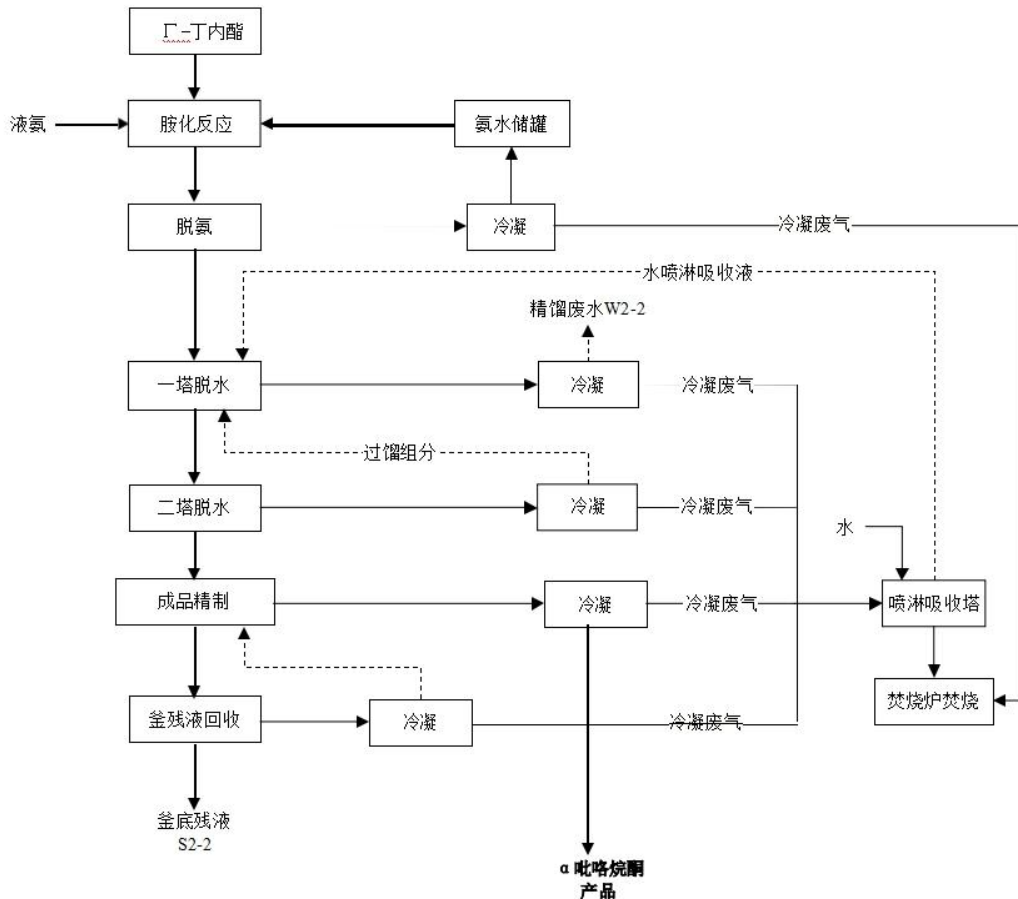 Γ-丁内酯
液氨
胺化反应
氨水储罐
脱氨
冷凝
冷凝废气
水喷淋吸收液
精馏废水W2-2
一塔脱水
冷凝
冷凝废气
过馏组分
二塔脱水
冷凝
冷凝废气
水
成品精制
冷凝
冷凝废气
喷淋吸收塔
釜残液回收
冷凝
冷凝废气
焚烧炉焚烧
釜底残液
S2-2
α吡咯烷酮
产品